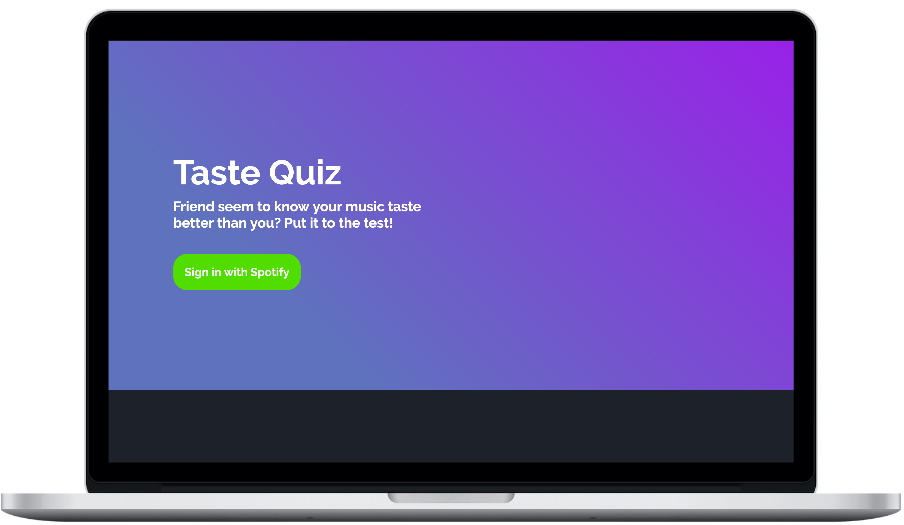 Taste Quiz
Friend seem to know your music taste
better than you? Put it to the test!
Sign in with Spotify